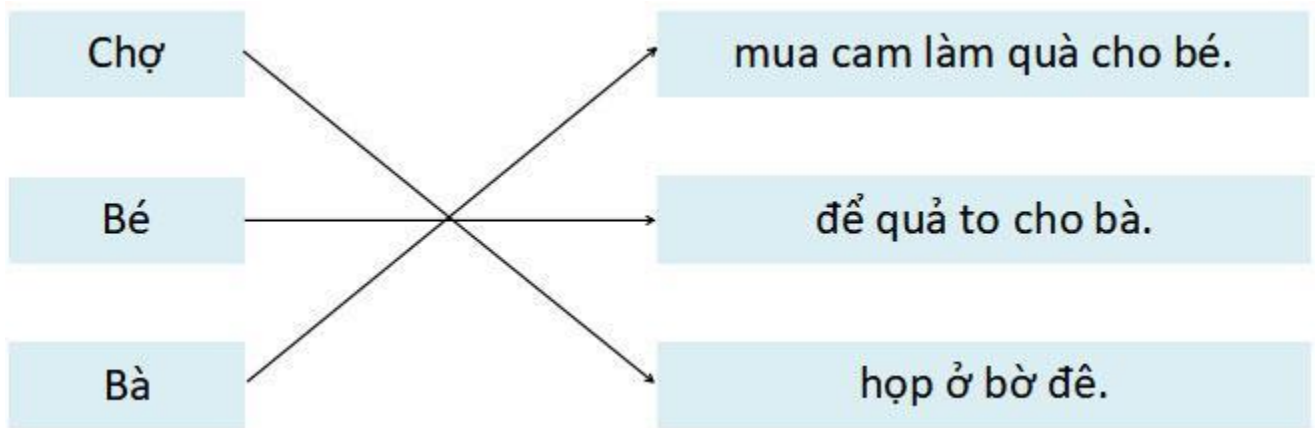 Chợ
mua cam làm quà cho bé.
Bé
để quả to cho bà.
Bà
họp ở bờ đê.